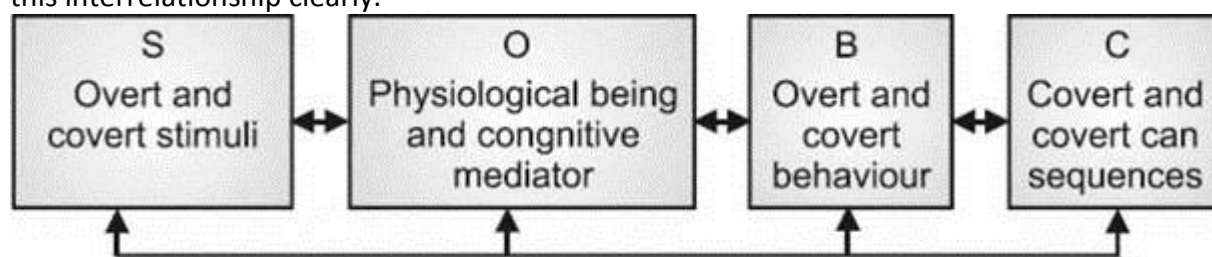 this interrelationship clearly.
S
Overt and
covert stimuli
O
Physiological being
and congnitive
mediator
B
Overt and
covert
behaviour
C
Covert and
covert can
sequences